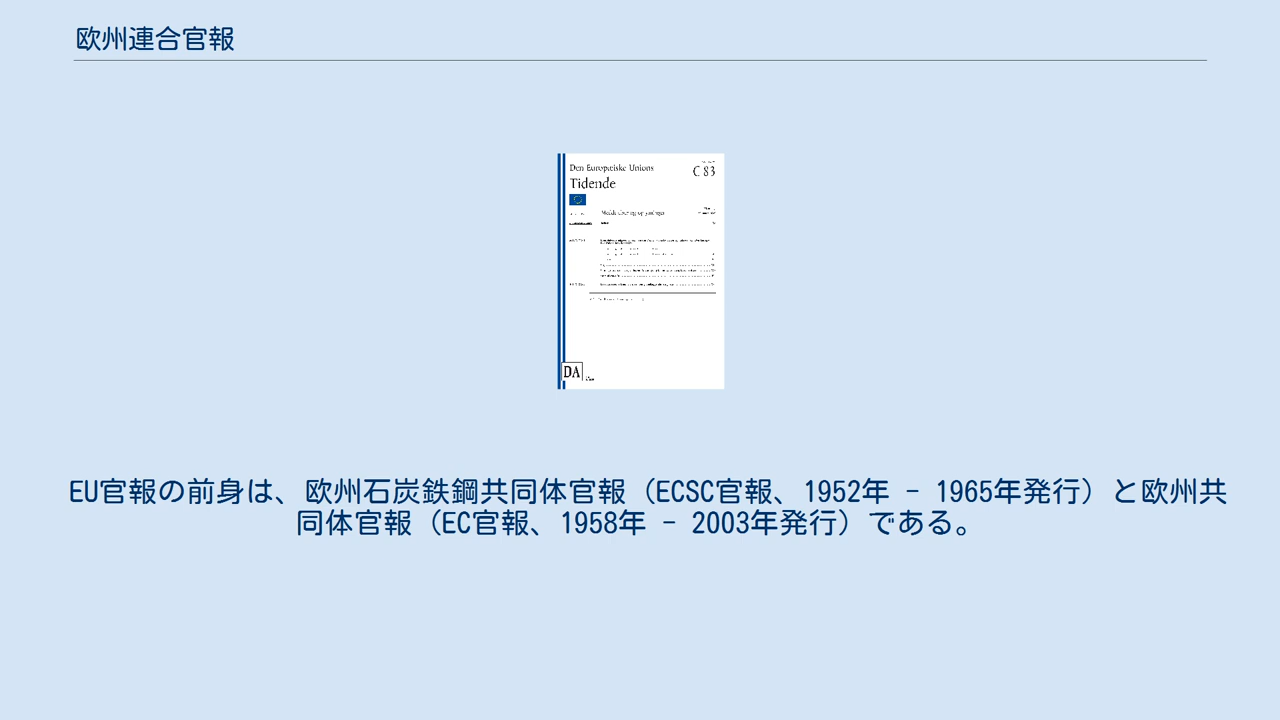 欧州連合官報
Den Europæiske Unions
C 83
Tidende
Meddelelser og oplysninger
DA
EU官報の前身は、欧州石炭鉄鋼共同体官報（ECSC官報、1952年 - 1965年発行）と欧州共
同体官報（EC官報、1958年 - 2003年発行）である。